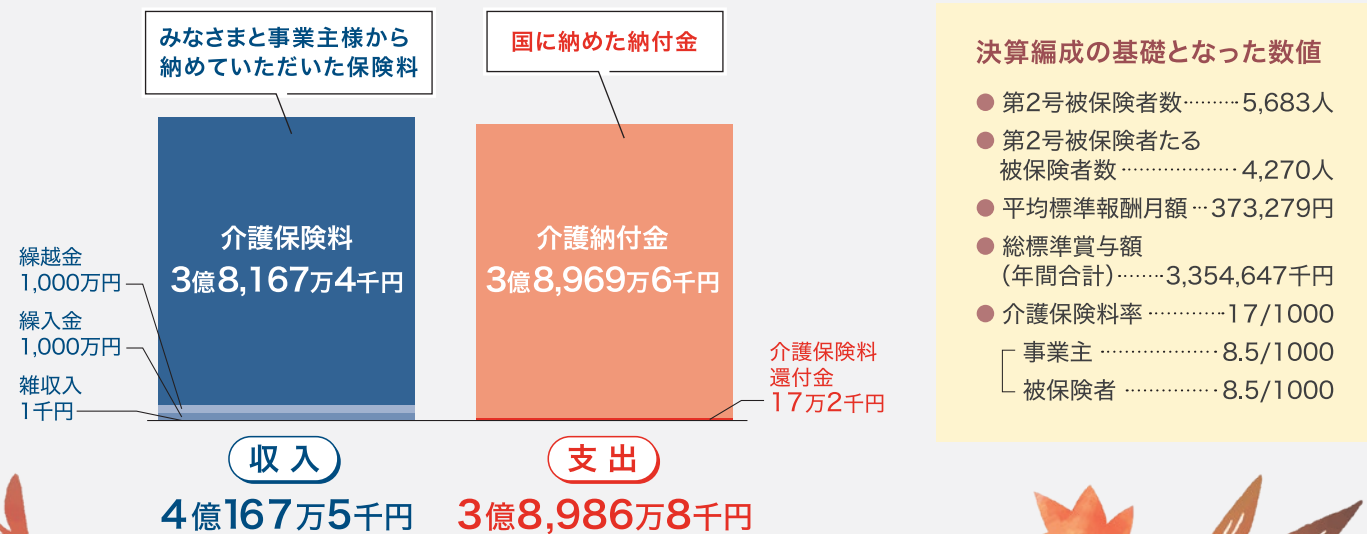 みなさまと事業主様から
納めていただいた保険料
国に納めた納付金
介護保険料
3億8,167万4千円
繰越金
1,000万円
繰入金
1,000万円
雑収入
1千円
収入
4億167万5千円
介護納付金
3億8,969万6千円
介護保険料
還付金
17万2千円
支出
3億8,986万8千円
決算編成の基礎となった数値
● 第2号被保険者数………5,683人
● 第2号被保険者たる
被保険者数………………4,270人
● 平均標準報酬月額…373,279円
● 総標準賞与額
(年間合計)………3,354,647千円
● 介護保険料率…………17/1000
事業主………………8.5/1000
被保険者……………8.5/1000